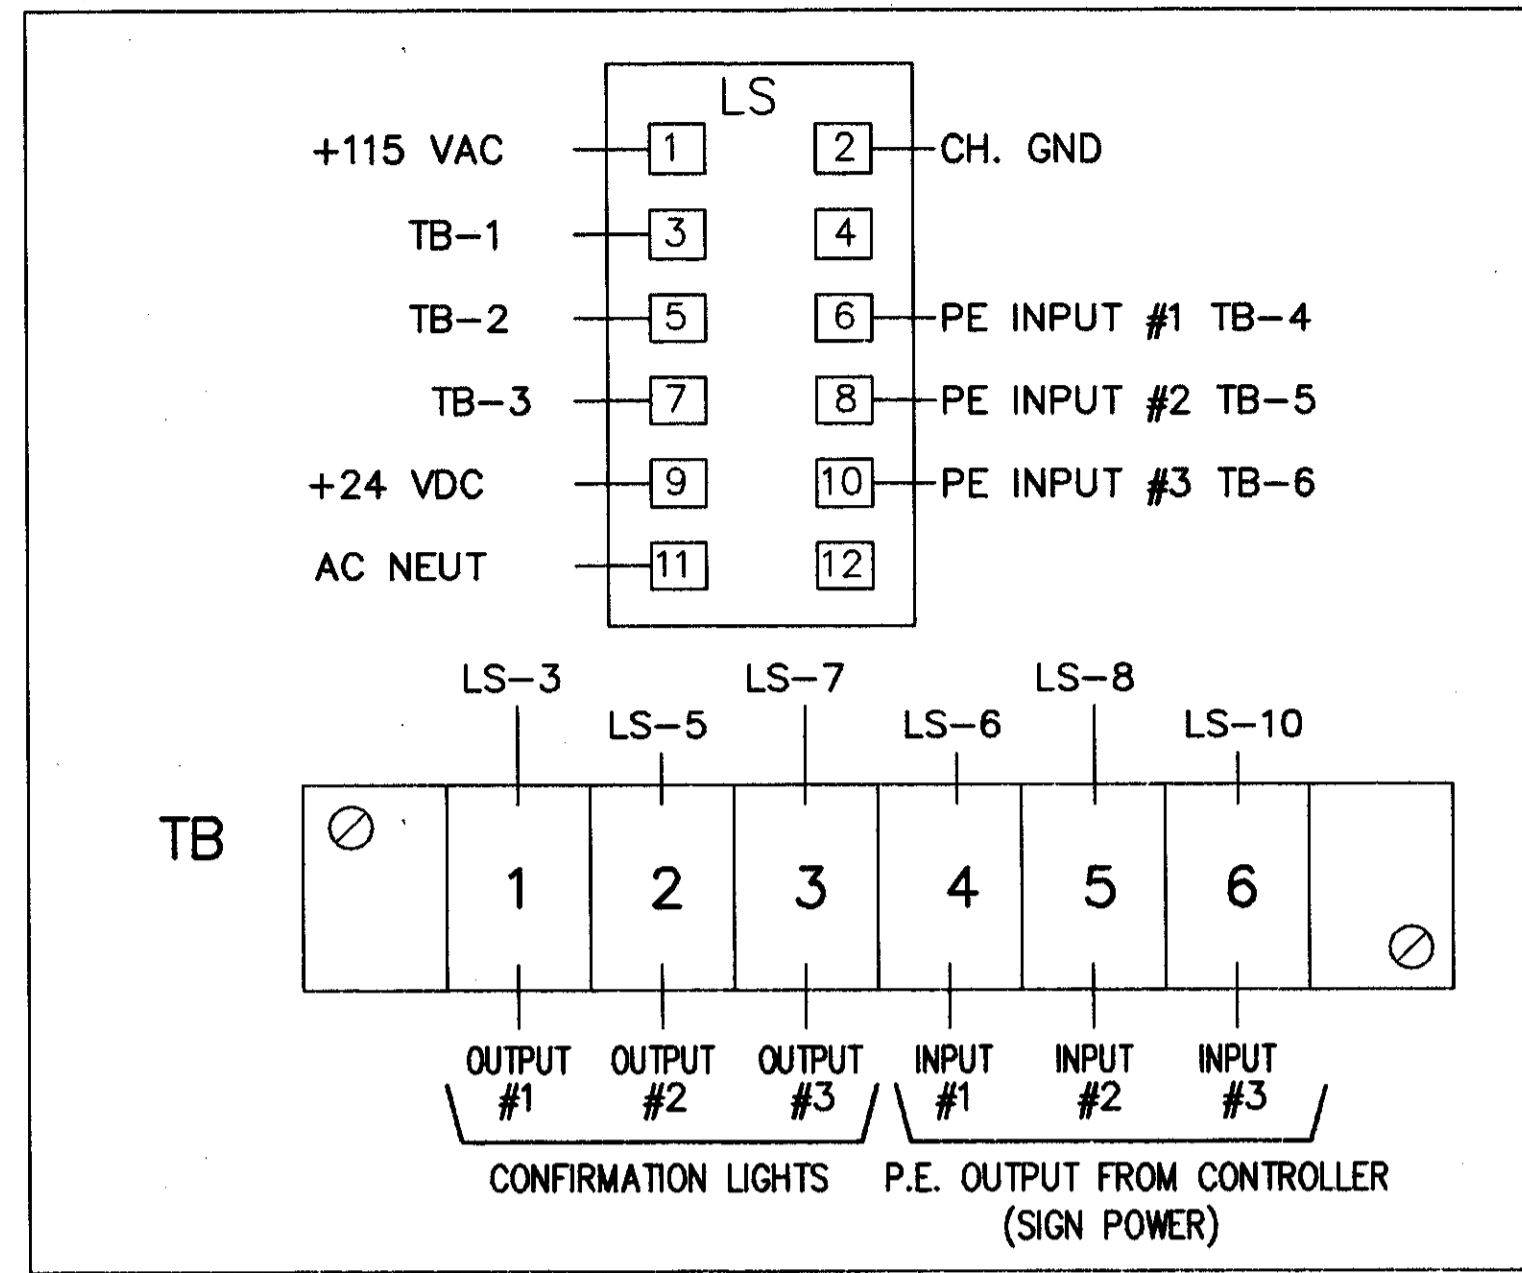 LS
+115 VAC 1 2 CH. GND
TB-1 3 4
TB-2 5 6 PE INPUT #1 TB-4
TB-3 7 8 PE INPUT #2 TB-5
+24 VDC 9 10 PE INPUT #3 TB-6
AC NEUT 11 12
LS-3 LS-7 LS-8
LS-5 LS-6 LS-10
TB 1 2 3 4 5 6
OUTPUT OUTPUT OUTPUT INPUT INPUT INPUT
#1 #2 #3 #1 #2 #3
CONFIRMATION LIGHTS P.E. OUTPUT FROM CONTROLLER
(SIGN POWER)